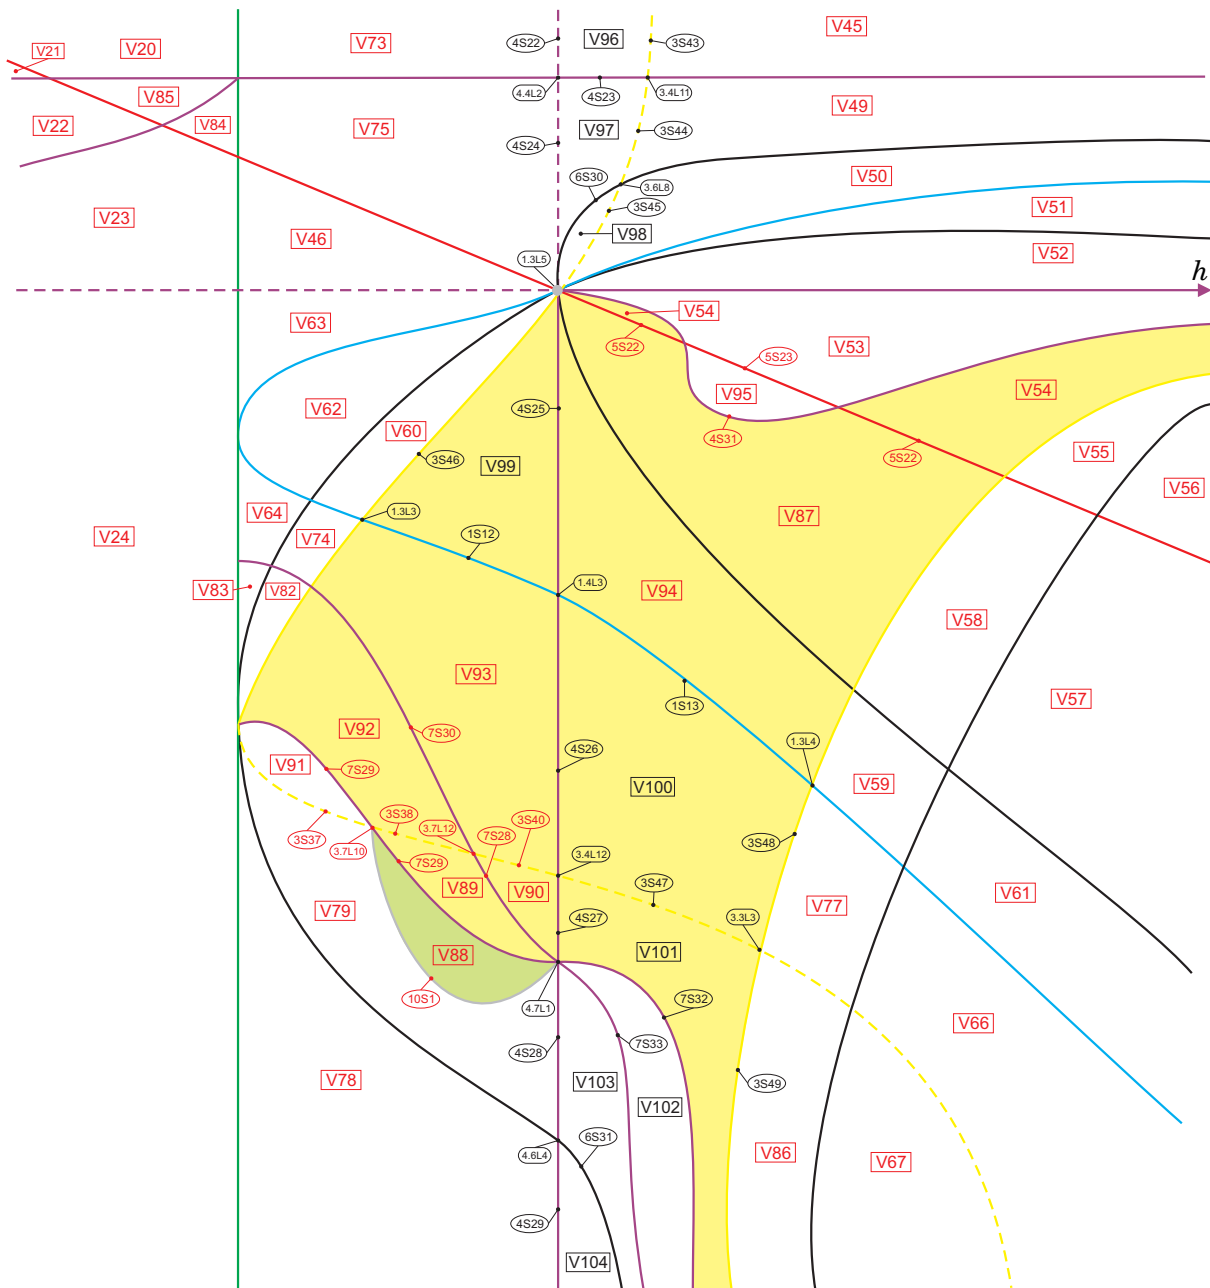 V20
V21
V73
4S22
V96
3S43
V45
V85
4.4L2
4S23
3.4L11
V49
V22
V84
V75
4S24
V97
3S44
6S30
3.6L8
V50
V23
3S45
V51
V46
V98
V52
1.3L5
h
V63
V54
5S22
5S23
V53
V95
V54
V62
4S25
4S31
V60
3S46
V99
5S22
V55
V56
V64
1.3L3
V87
V24
V74
1S12
V83
V82
1.4L3
V94
V58
V93
V57
V92
7S30
1S13
V91
7S29
4S26
1.3L4
V100
V59
3S37
3S38
3S40
3.7L12
7S28
3S48
3.7L10
7S29
3.4L12
V89
V90
3S47
V61
V79
4S27
3.3L3
V77
V88
V101
10S1
4.7L1
7S32
V66
4S28
7S33
V78
V103
3S49
V102
6S31
4.6L4
V86
V67
4S29
V104